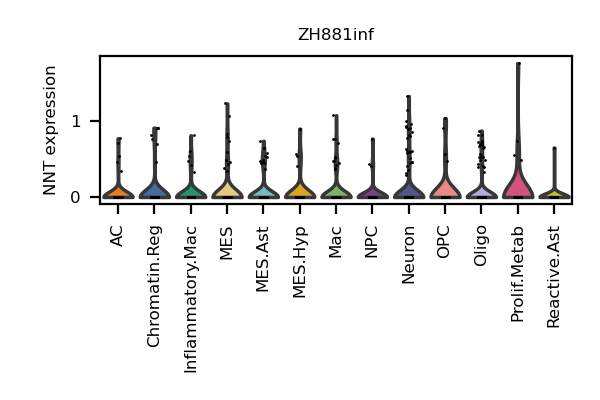 ZH881inf
NNT expression
1
0
AC
Chromatin.Reg
Inflammatory.Mac
MES
MES.Ast
MES.Hyp
Mac
NPC
Neuron
OPC
Oligo
Prolif.Metab
Reactive.Ast